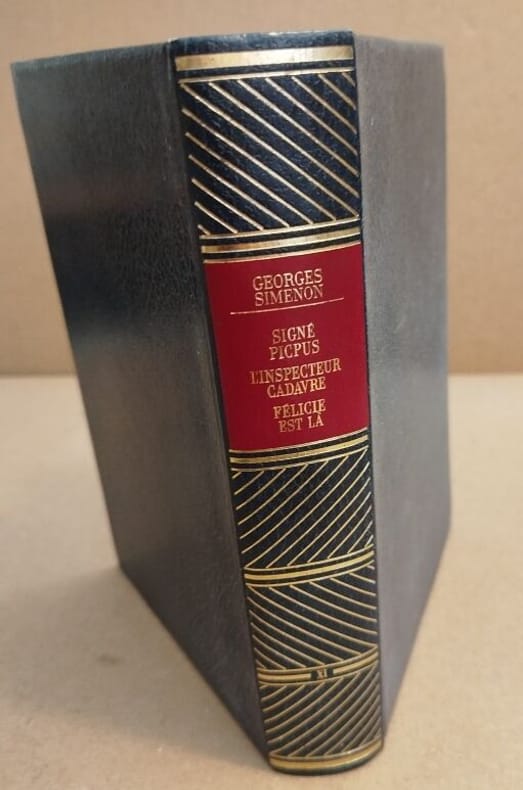 GEORGES
SIMENON
SIGNÉ
PICPUS
L'INSPECTEUR
CADAVRE
FÉLICIE
EST LÀ
XI